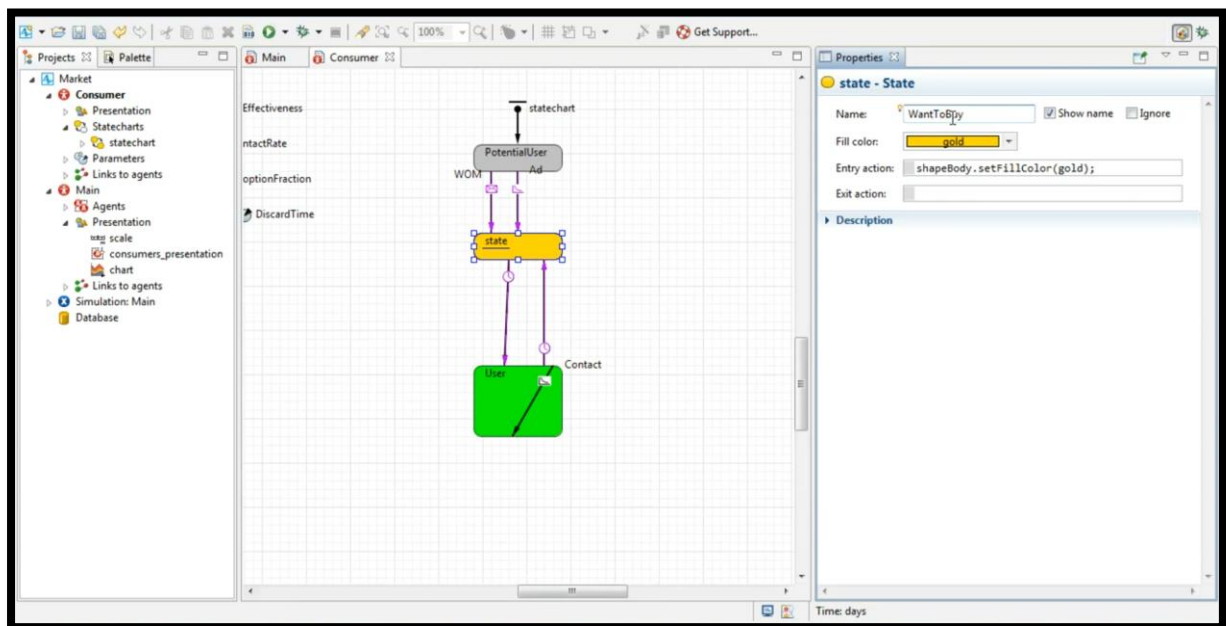 100%
Get Support...
Projects
Palette
Market
Consumer
Presentation
Statecharts
statechart
Parameters
Links to agents
Main
Agents
Presentation
scale
consumers_presentation
chart
Links to agents
Simulation: Main
Database
Main
Consumer
Effectiveness
ntactRate
optionFraction
DiscardTime
statechart
PotentialUser
WOM
Ad
state
User
Contact
Properties
state - State
Name: WantToBuy Show name Ignore
Fill color: gold
Entry action: shapeBody.setFillColor(gold);
Exit action:
Description
Time: days